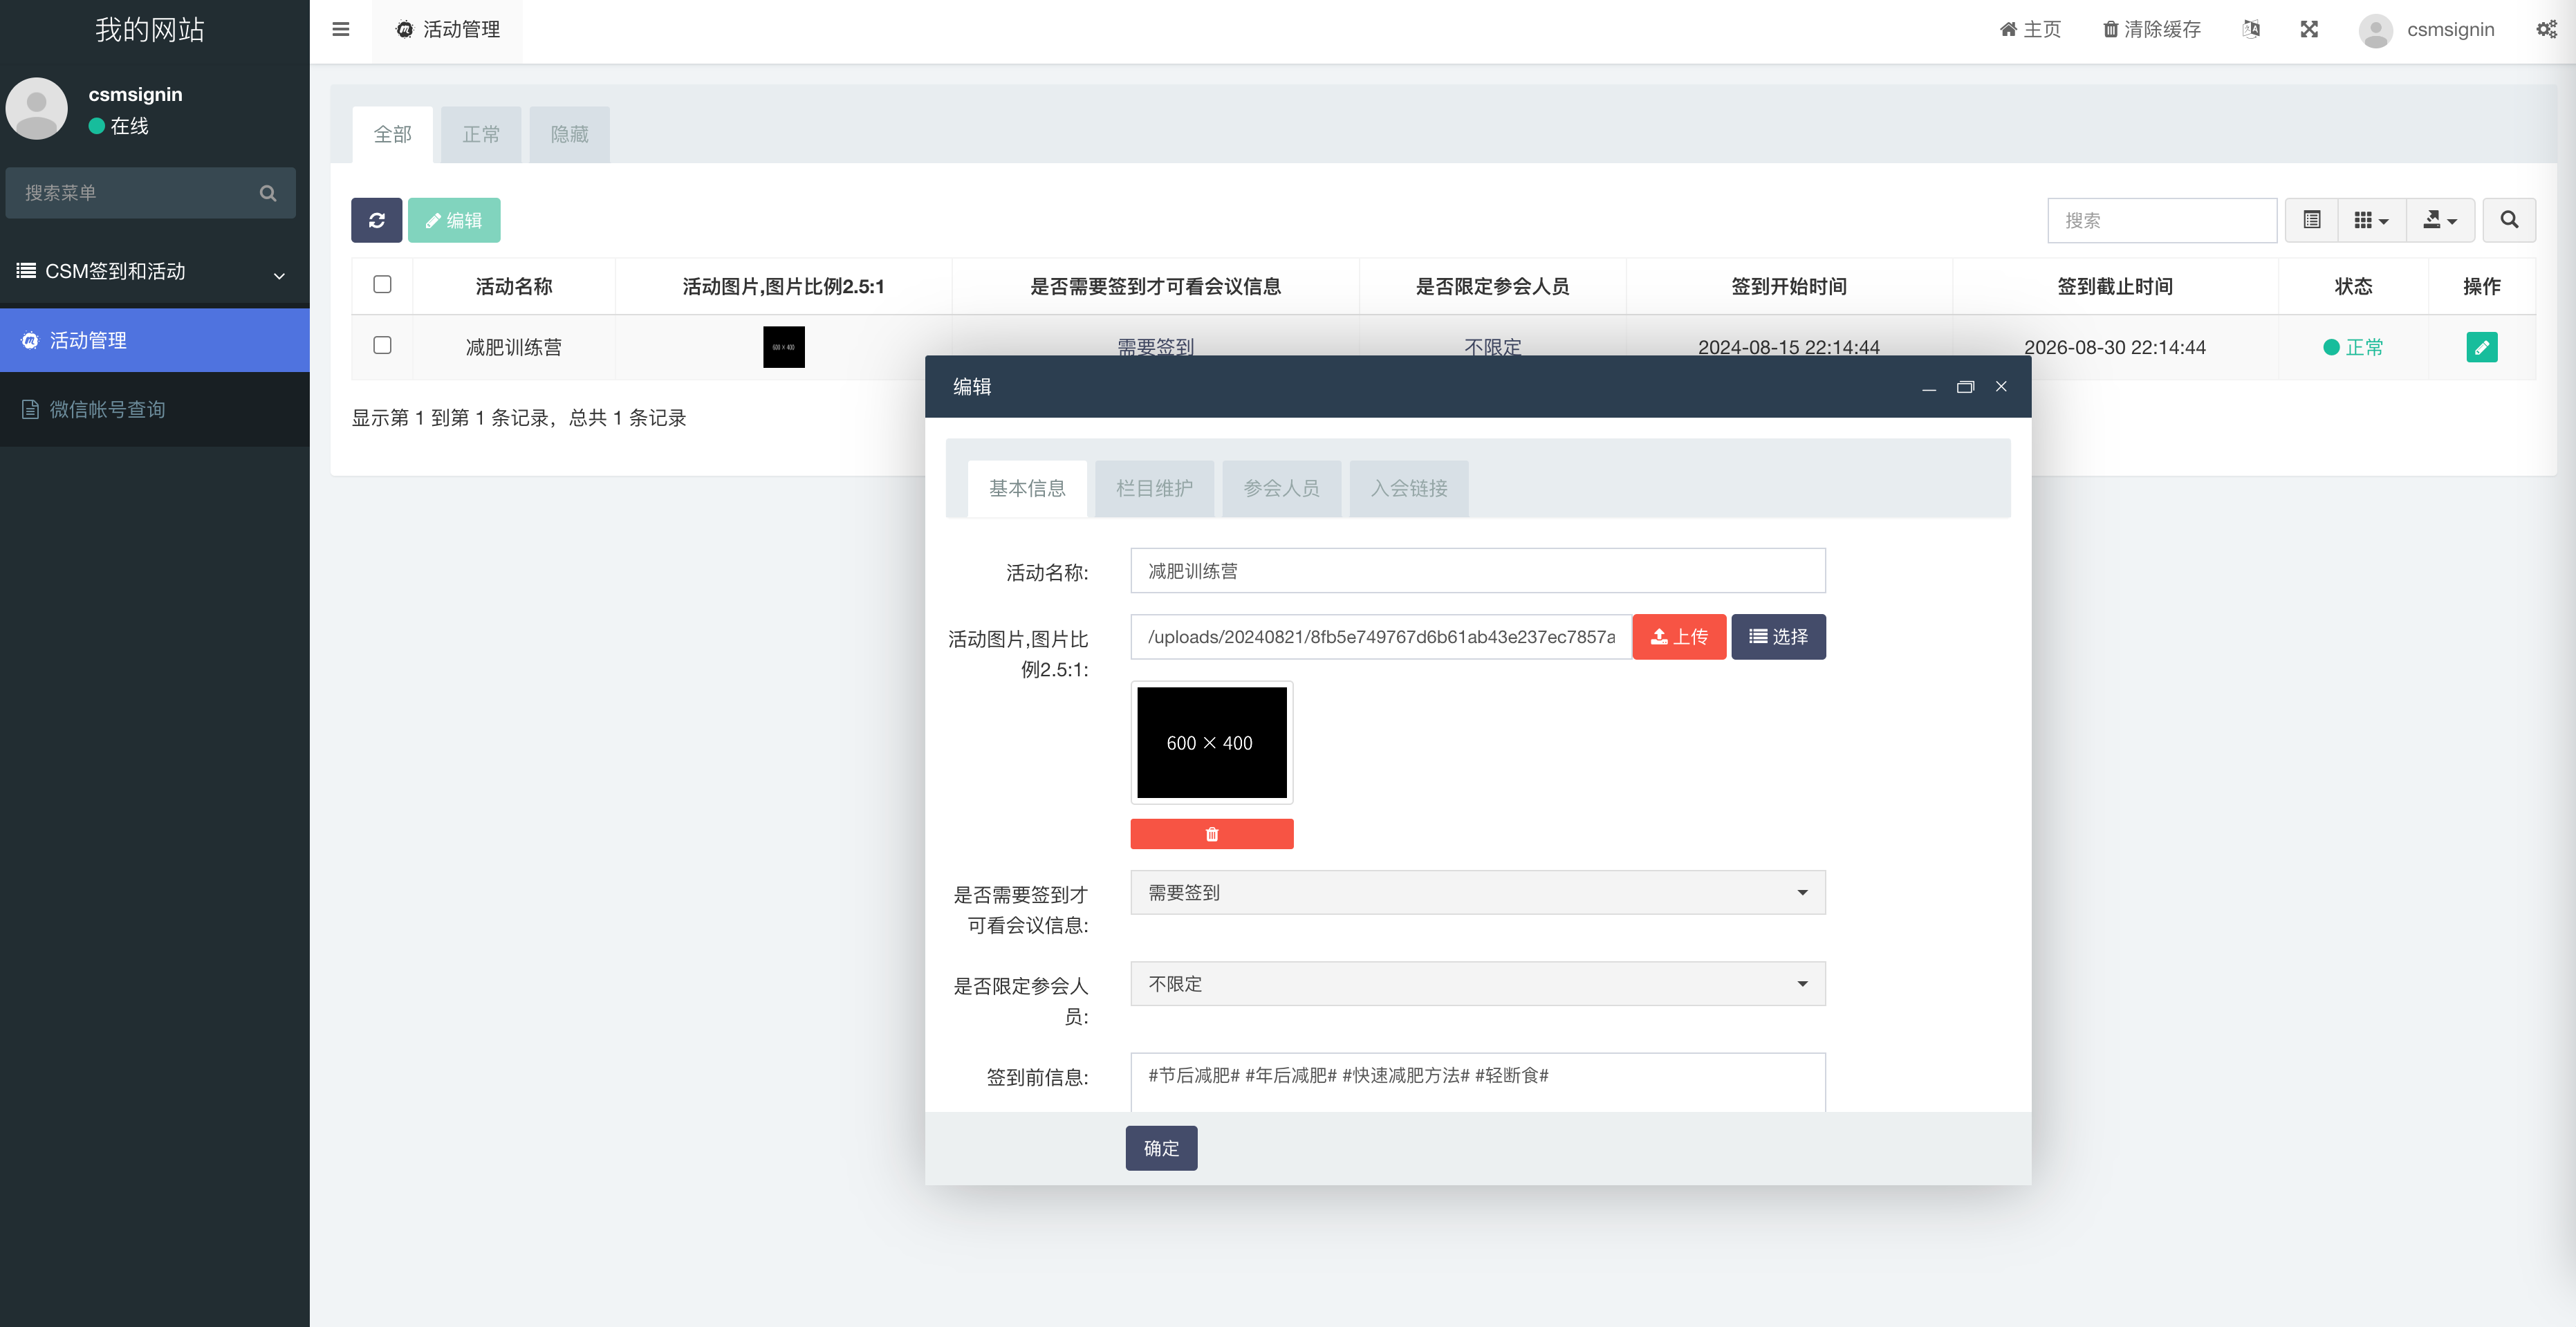 我的网站
活动管理
主页
清除缓存
csmsignin
csmsignin
在线
搜索菜单
CSM签到和活动
活动管理
微信帐号查询
全部
正常
隐藏
编辑
搜索
活动名称
活动图片,图片比例2.5:1
是否需要签到才可看会议信息
是否限定参会人员
签到开始时间
签到截止时间
状态
操作
减肥训练营
600 × 400
需要签到
不限定
2024-08-15 22:14:44
2026-08-30 22:14:44
正常
显示第 1 到第 1 条记录，总共 1 条记录
编辑
基本信息
栏目维护
参会人员
入会链接
活动名称:
减肥训练营
活动图片,图片比
例2.5:1:
/uploads/20240821/8fb5e749767d6b61ab43e237ec7857a
上传
选择
600 × 400
是否需要签到才
可看会议信息:
需要签到
是否限定参会人
员:
不限定
签到前信息:
#节后减肥# #年后减肥# #快速减肥方法# #轻断食#
确定